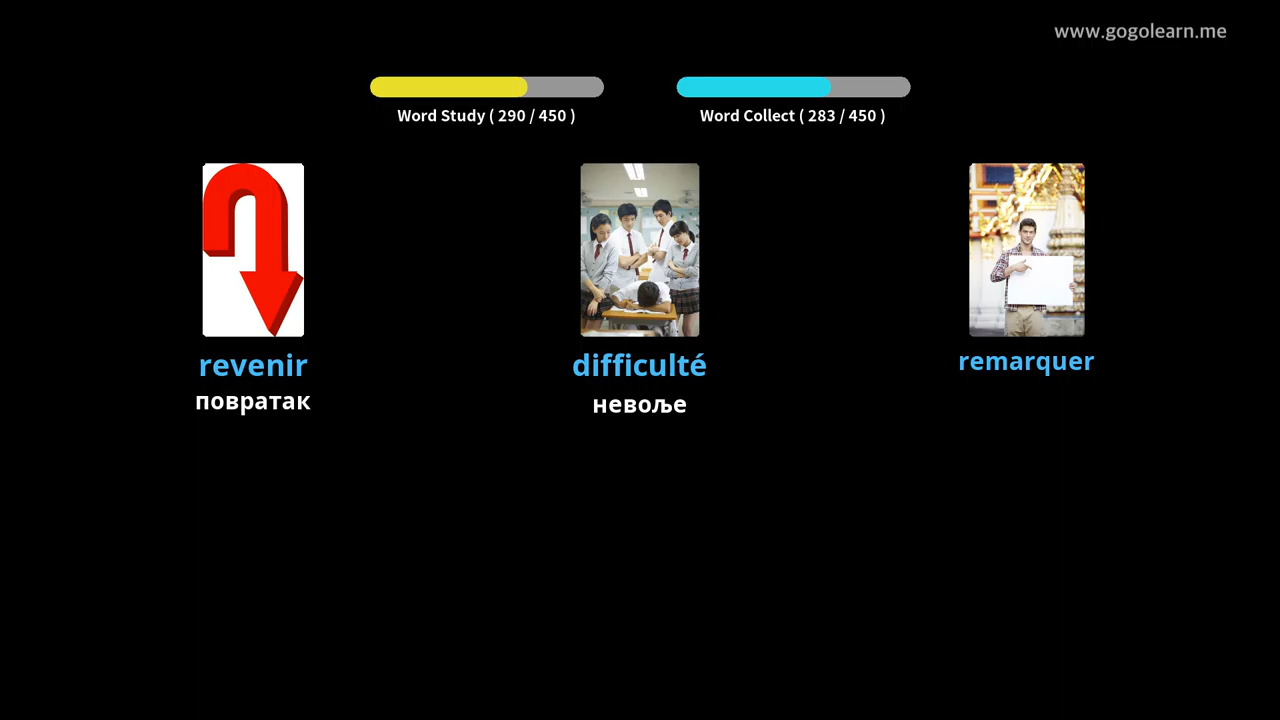 www.gogolearn.me
Word Study ( 290 / 450 )
Word Collect ( 283 / 450 )
revenir
повратак
difficulté
невоље
remarquer